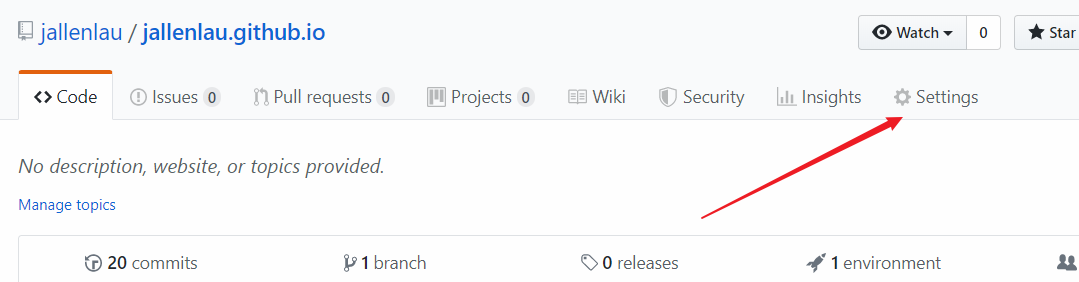 jallenlau / jallenlau.github.io Watch 0 Star
Code Issues 0 Pull requests 0 Projects 0 Wiki Security Insights Settings
No description, website, or topics provided.
Manage topics
20 commits 1 branch 0 releases 1 environment